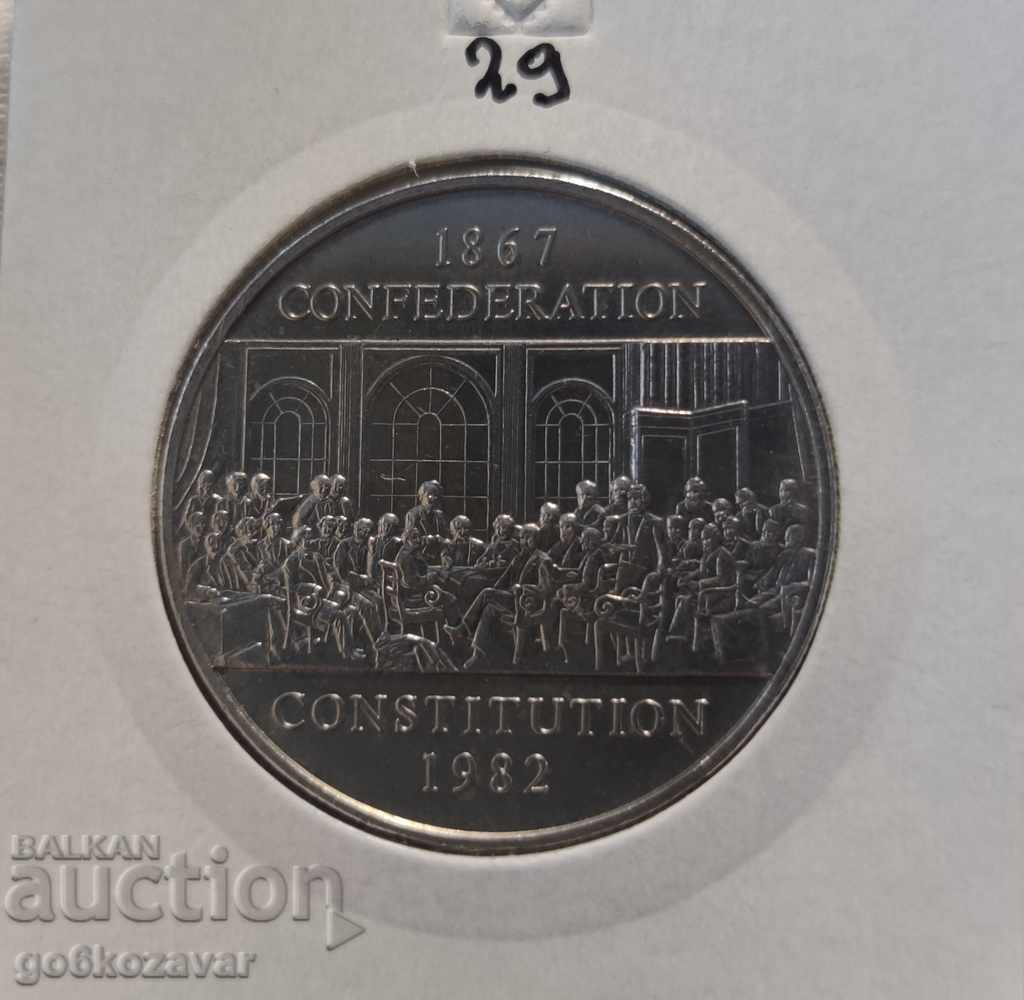 29
1867
CONFEDERATION
CONSTITUTION
1982
BALKAN
auction
go6kozavar